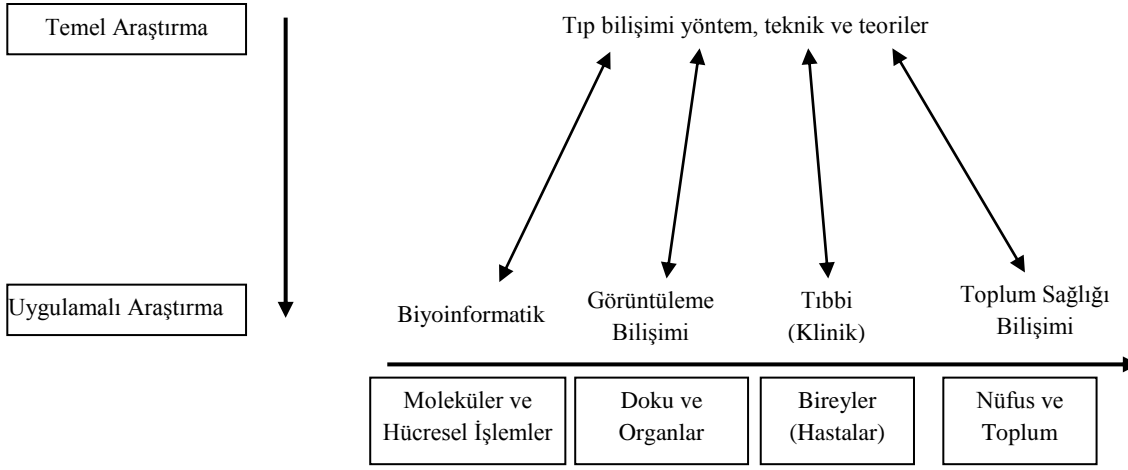 Temel Araştırma
Tıp bilişimi yöntem, teknik ve teoriler
Uygulamalı Araştırma
Biyoinformatik
Görüntüleme
Bilişimi
Tıbbi
(Klinik)
Toplum Sağlığı
Bilişimi
Moleküler ve
Hücresel İşlemler
Doku ve
Organlar
Bireyler
(Hastalar)
Nüfus ve
Toplum